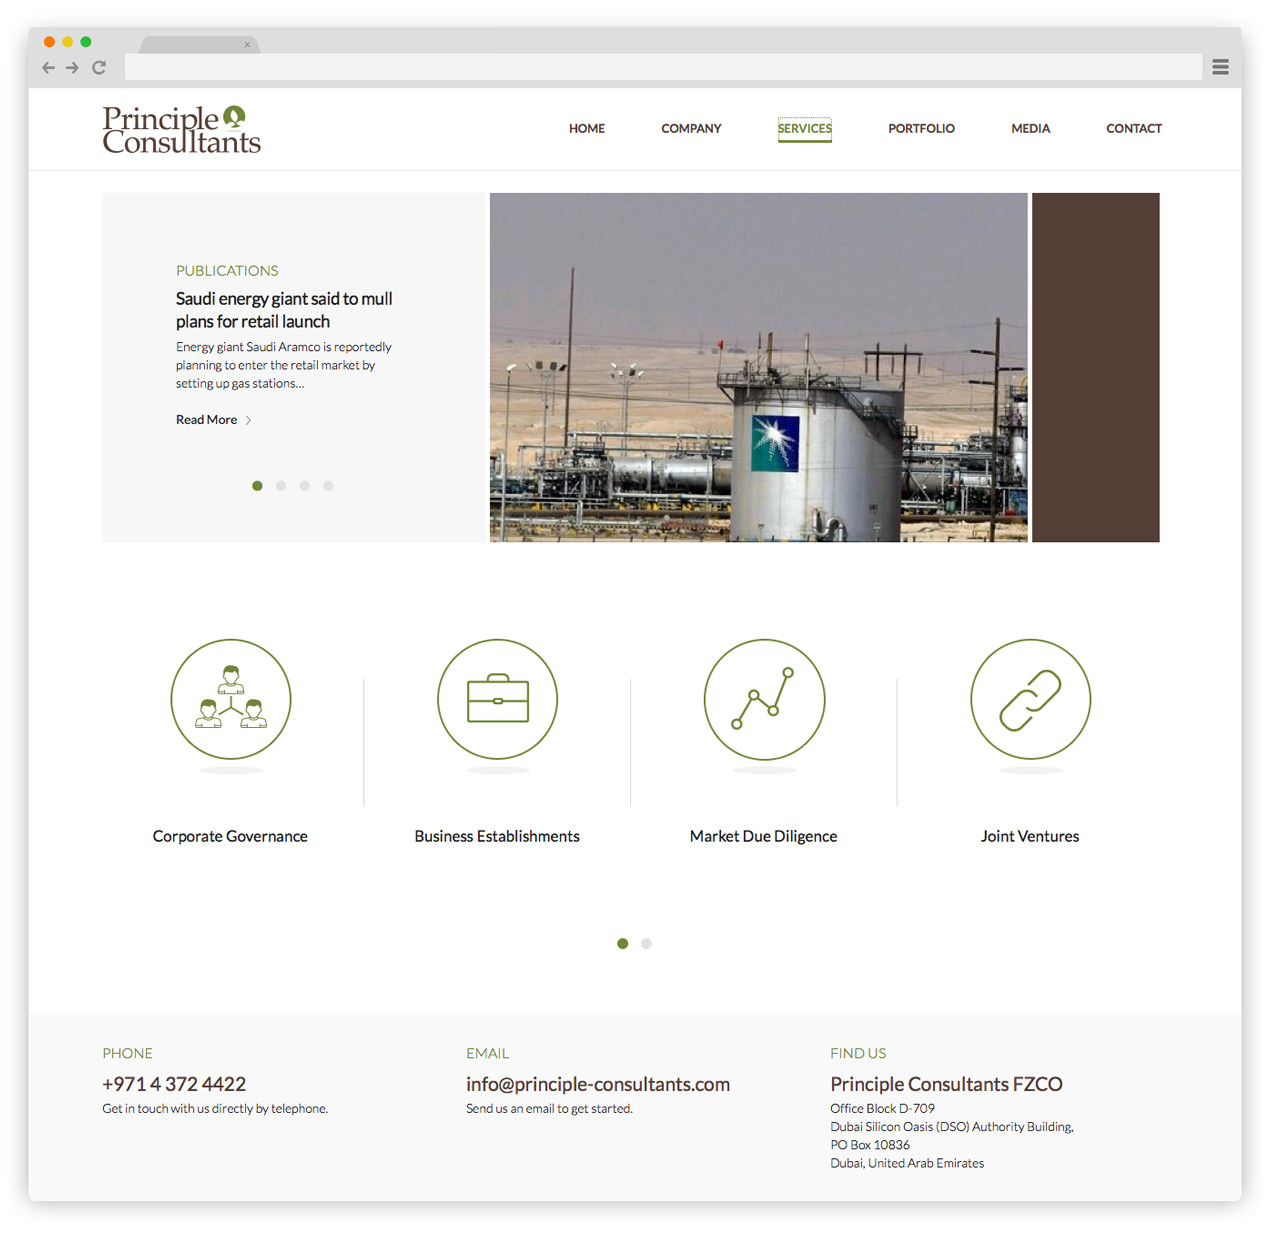 Principle
Consultants
HOME
COMPANY
SERVICES
PORTFOLIO
MEDIA
CONTACT
PUBLICATIONS
Saudi energy giant said to mull
plans for retail launch
Energy giant Saudi Aramco is reportedly
planning to enter the retail market by
setting up gas stations...
Read More
Corporate Governance
Business Establishments
Market Due Diligence
Joint Ventures
PHONE
+971 4 372 4422
Get in touch with us directly by telephone.
EMAIL
info@principle-consultants.com
Send us an email to get started.
FIND US
Principle Consultants FZCO
Office Block D-709
Dubai Silicon Oasis (DSO) Authority Building,
PO Box 10836
Dubai, United Arab Emirates